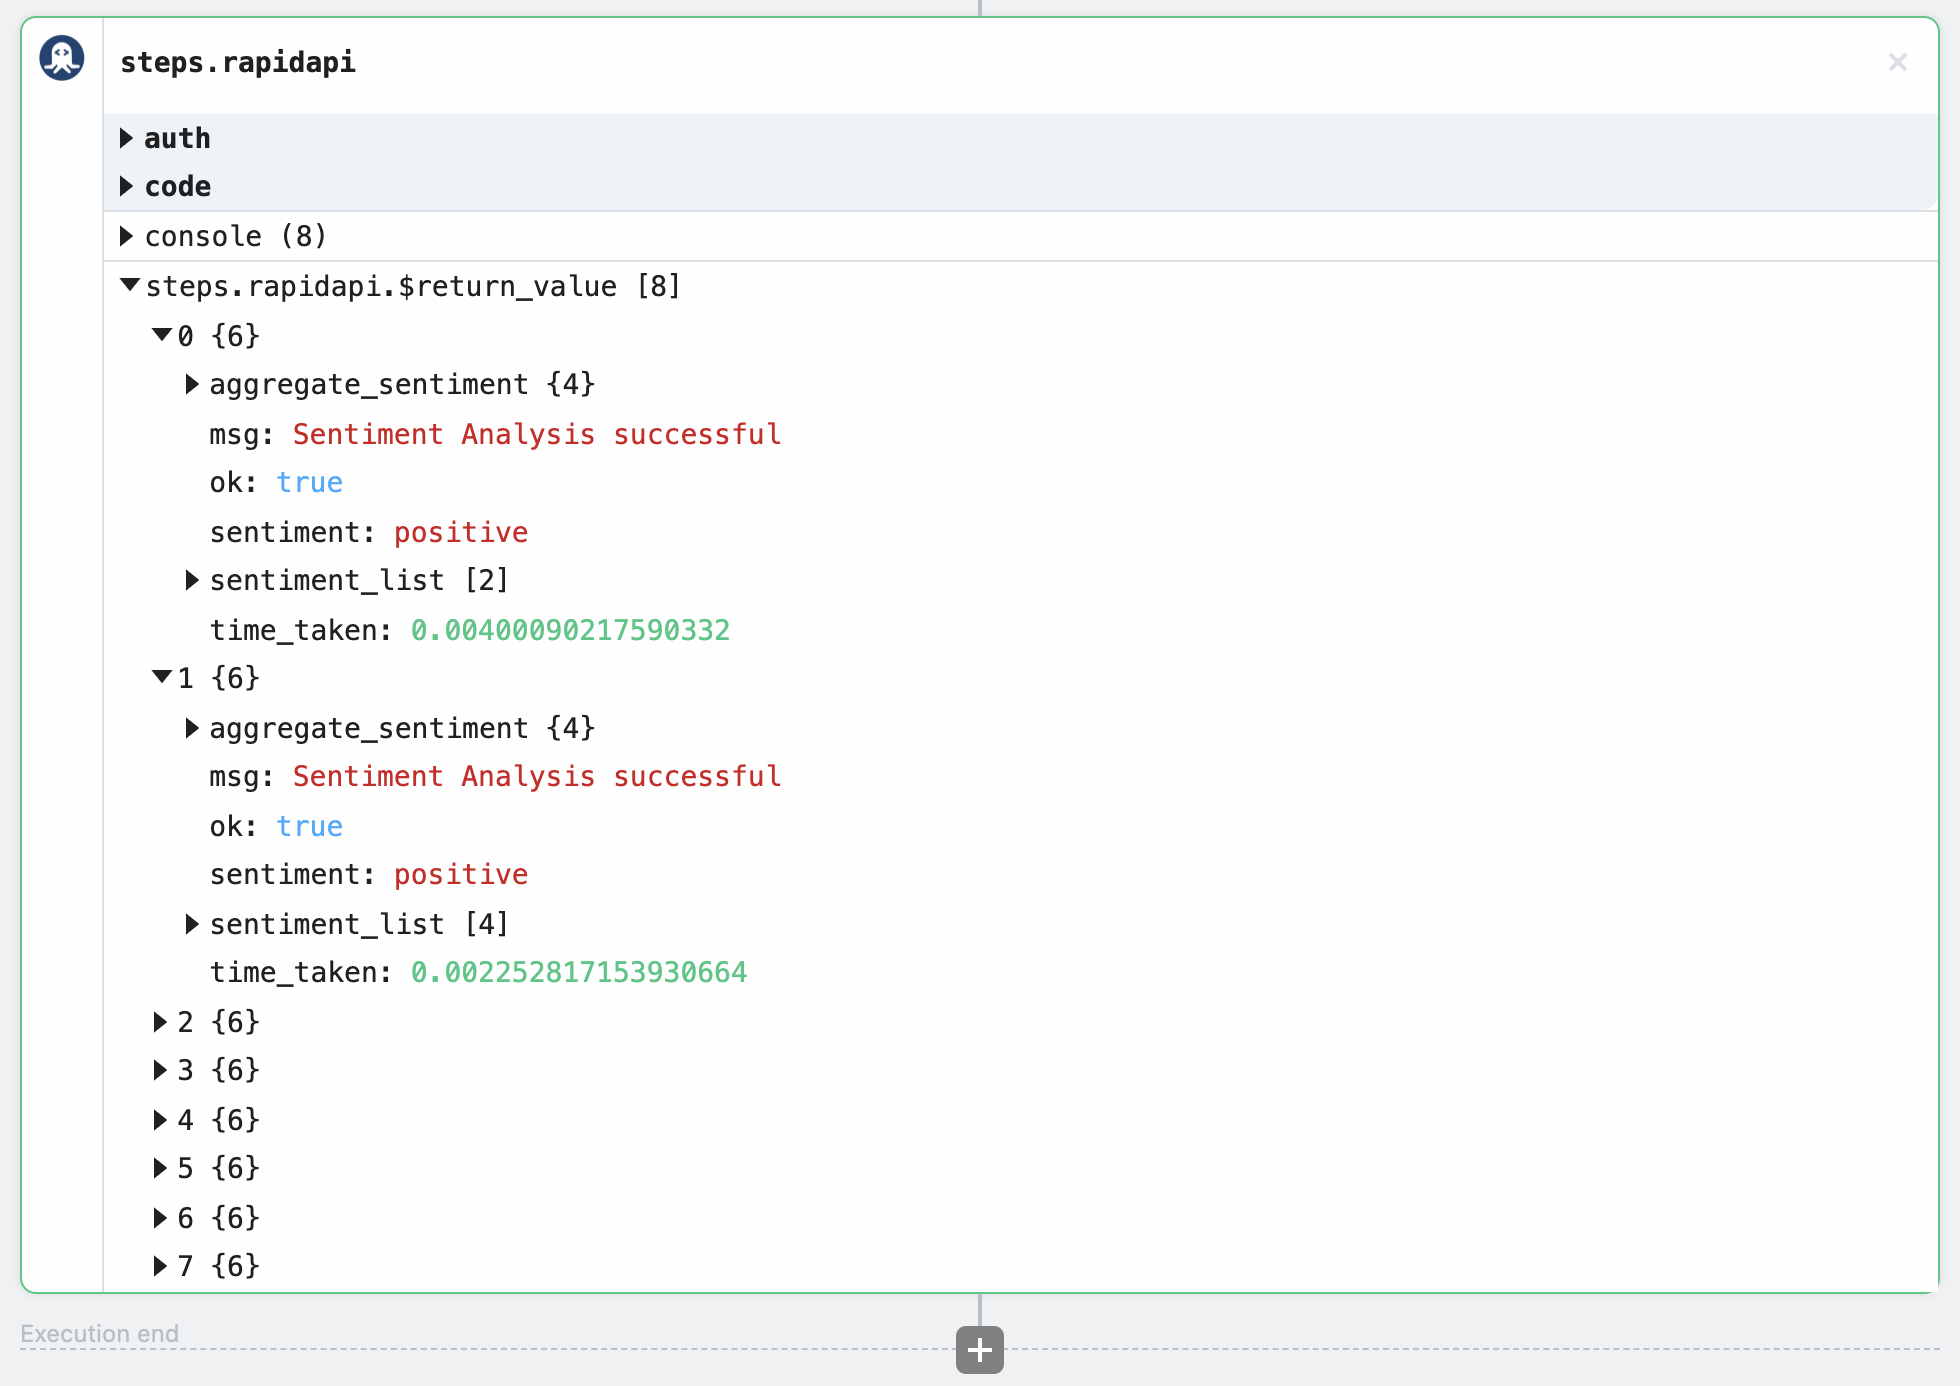 steps.rapidapi
auth
code
console (8)
steps.rapidapi.$return_value [8]
0 {6}
aggregate_sentiment {4}
msg: Sentiment Analysis successful
ok: true
sentiment: positive
sentiment_list [2]
time_taken: 0.00400090217590332
1 {6}
aggregate_sentiment {4}
msg: Sentiment Analysis successful
ok: true
sentiment: positive
sentiment_list [4]
time_taken: 0.002252817153930664
2 {6}
3 {6}
4 {6}
5 {6}
6 {6}
7 {6}
Execution end